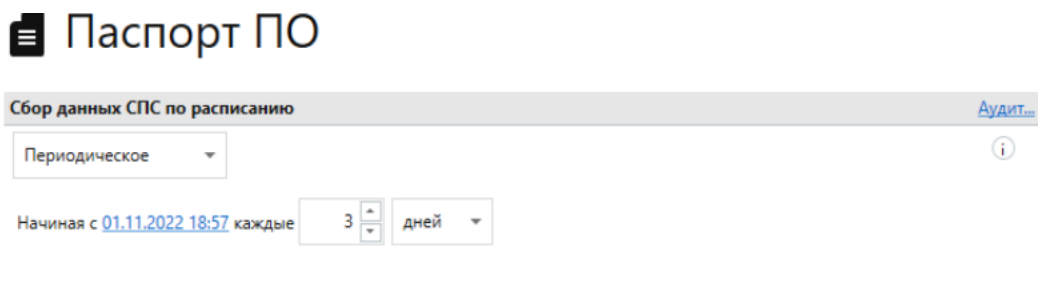 Паспорт ПО
Сбор данных СПС по расписанию Аудит...
Периодическое i
Начиная с 01.11.2022 18:57 каждые 3 дней